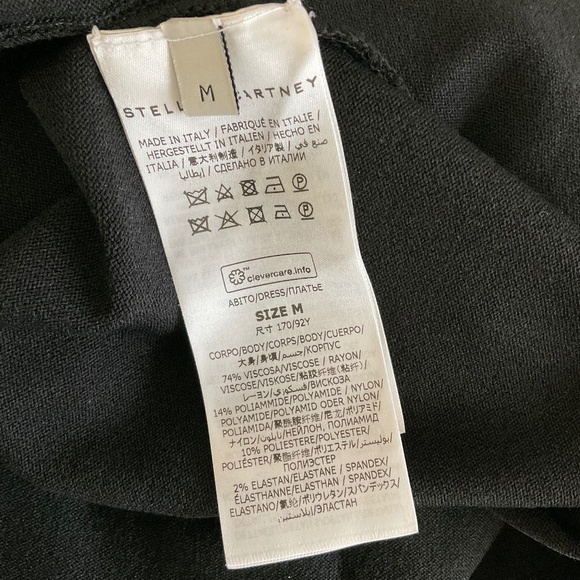 M
STELL ARTNEY
MADE IN ITALY / FABRIQUÉ EN ITALIE /
HERGESTELLT IN ITALIEN / HECHO EN
ITALIA / 意大利制造 / イタリア製 / صنع في
إيطاليا / СДЕЛАНО В ИТАЛИИ
P
P
clevercare.info
ABITO/DRESS/ПЛАТЬЕ
SIZE M
尺寸 170/92Y
CORPO/BODY/CORPS/BODY/CUERPO/
大身/身頃/جسم/КОРПУС
74% VISCOSA/VISCOSE / RAYON/
VISCOSE/VISKOSE/粘胶纤维(粘纤)/
レーヨン/فسكوزي/ВИСКОЗА
14% POLIAMMIDE/POLYAMIDE / NYLON/
POLYAMIDE/POLYAMID ODER NYLON/
POLIAMIDA/聚酰胺纤维/尼龙/ポリアミド/
ナイロン/نايلون/НЕЙЛОН, ПОЛИАМИД
10% POLIESTERE/POLYESTER/
POLIÉSTER/聚酯纤维/ポリエステル/بوليستر/
ПОЛИЭСТЕР
2% ELASTAN/ELASTANE / SPANDEX/
ÉLASTHANNE/ELASTHAN / SPANDEX/
ELASTANO/氨纶/ポリウレタン/スパンデックス/
إيلاستين/ЭЛАСТАН